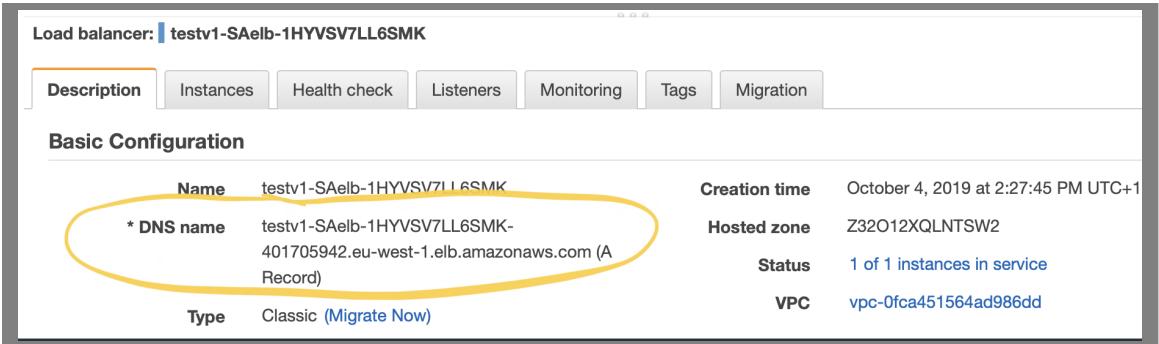 Load balancer: testv1-SAelb-1HYVSV7LL6SMK
Description Instances Health check Listeners Monitoring Tags Migration
Basic Configuration
Name testv1-SAelb-1HYVSV7LL6SMK
* DNS name testv1-SAelb-1HYVSV7LL6SMK-
401705942.eu-west-1.elb.amazonaws.com (A
Record)
Type Classic (Migrate Now)
Creation time October 4, 2019 at 2:27:45 PM UTC+1
Hosted zone Z32O12XQLNTSW2
Status 1 of 1 instances in service
VPC vpc-0fca451564ad986dd